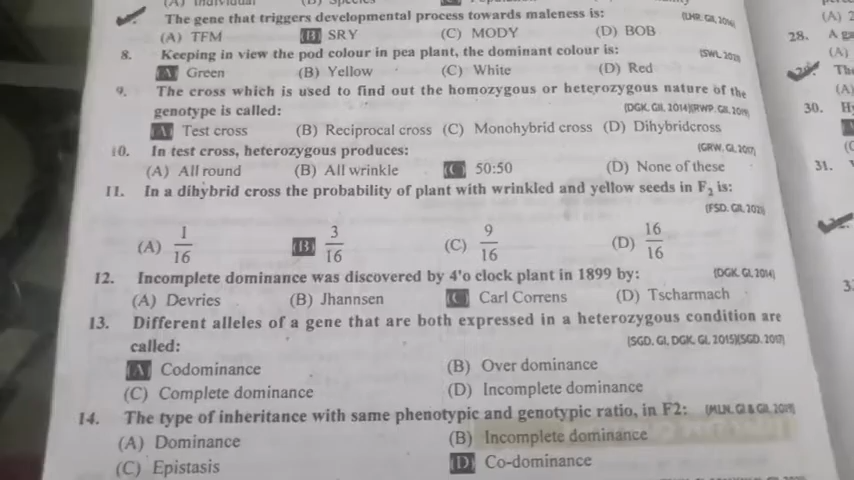 The gene that triggers developmental process towards maleness is: (LHR. GII, 2014)
(A) TFM (B) SRY (C) MODY (D) BOB
8. Keeping in view the pod colour in pea plant, the dominant colour is: (SWL, 2021)
(A) Green (B) Yellow (C) White (D) Red
9. The cross which is used to find out the homozygous or heterozygous nature of the
genotype is called: (DGK. GII, 2014)(RWP. GII, 2019)
(A) Test cross (B) Reciprocal cross (C) Monohybrid cross (D) Dihybridcross
10. In test cross, heterozygous produces: (GRW. GI, 2017)
(A) All round (B) All wrinkle (C) 50:50 (D) None of these
11. In a dihybrid cross the probability of plant with wrinkled and yellow seeds in F2 is:
(FSD. GII, 2021)
(A) 1/16 (B) 3/16 (C) 9/16 (D) 16/16
12. Incomplete dominance was discovered by 4'o clock plant in 1899 by: (DGK. GI, 2014)
(A) Devries (B) Jhannsen (C) Carl Correns (D) Tscharmach
13. Different alleles of a gene that are both expressed in a heterozygous condition are
called: (SGD. GI, DGK. GI, 2015)(SGD. 2017)
(A) Codominance (B) Over dominance
(C) Complete dominance (D) Incomplete dominance
14. The type of inheritance with same phenotypic and genotypic ratio, in F2: (MLN. GI & GII, 2019)
(A) Dominance (B) Incomplete dominance
(C) Epistasis (D) Co-dominance
28.
30.
31.